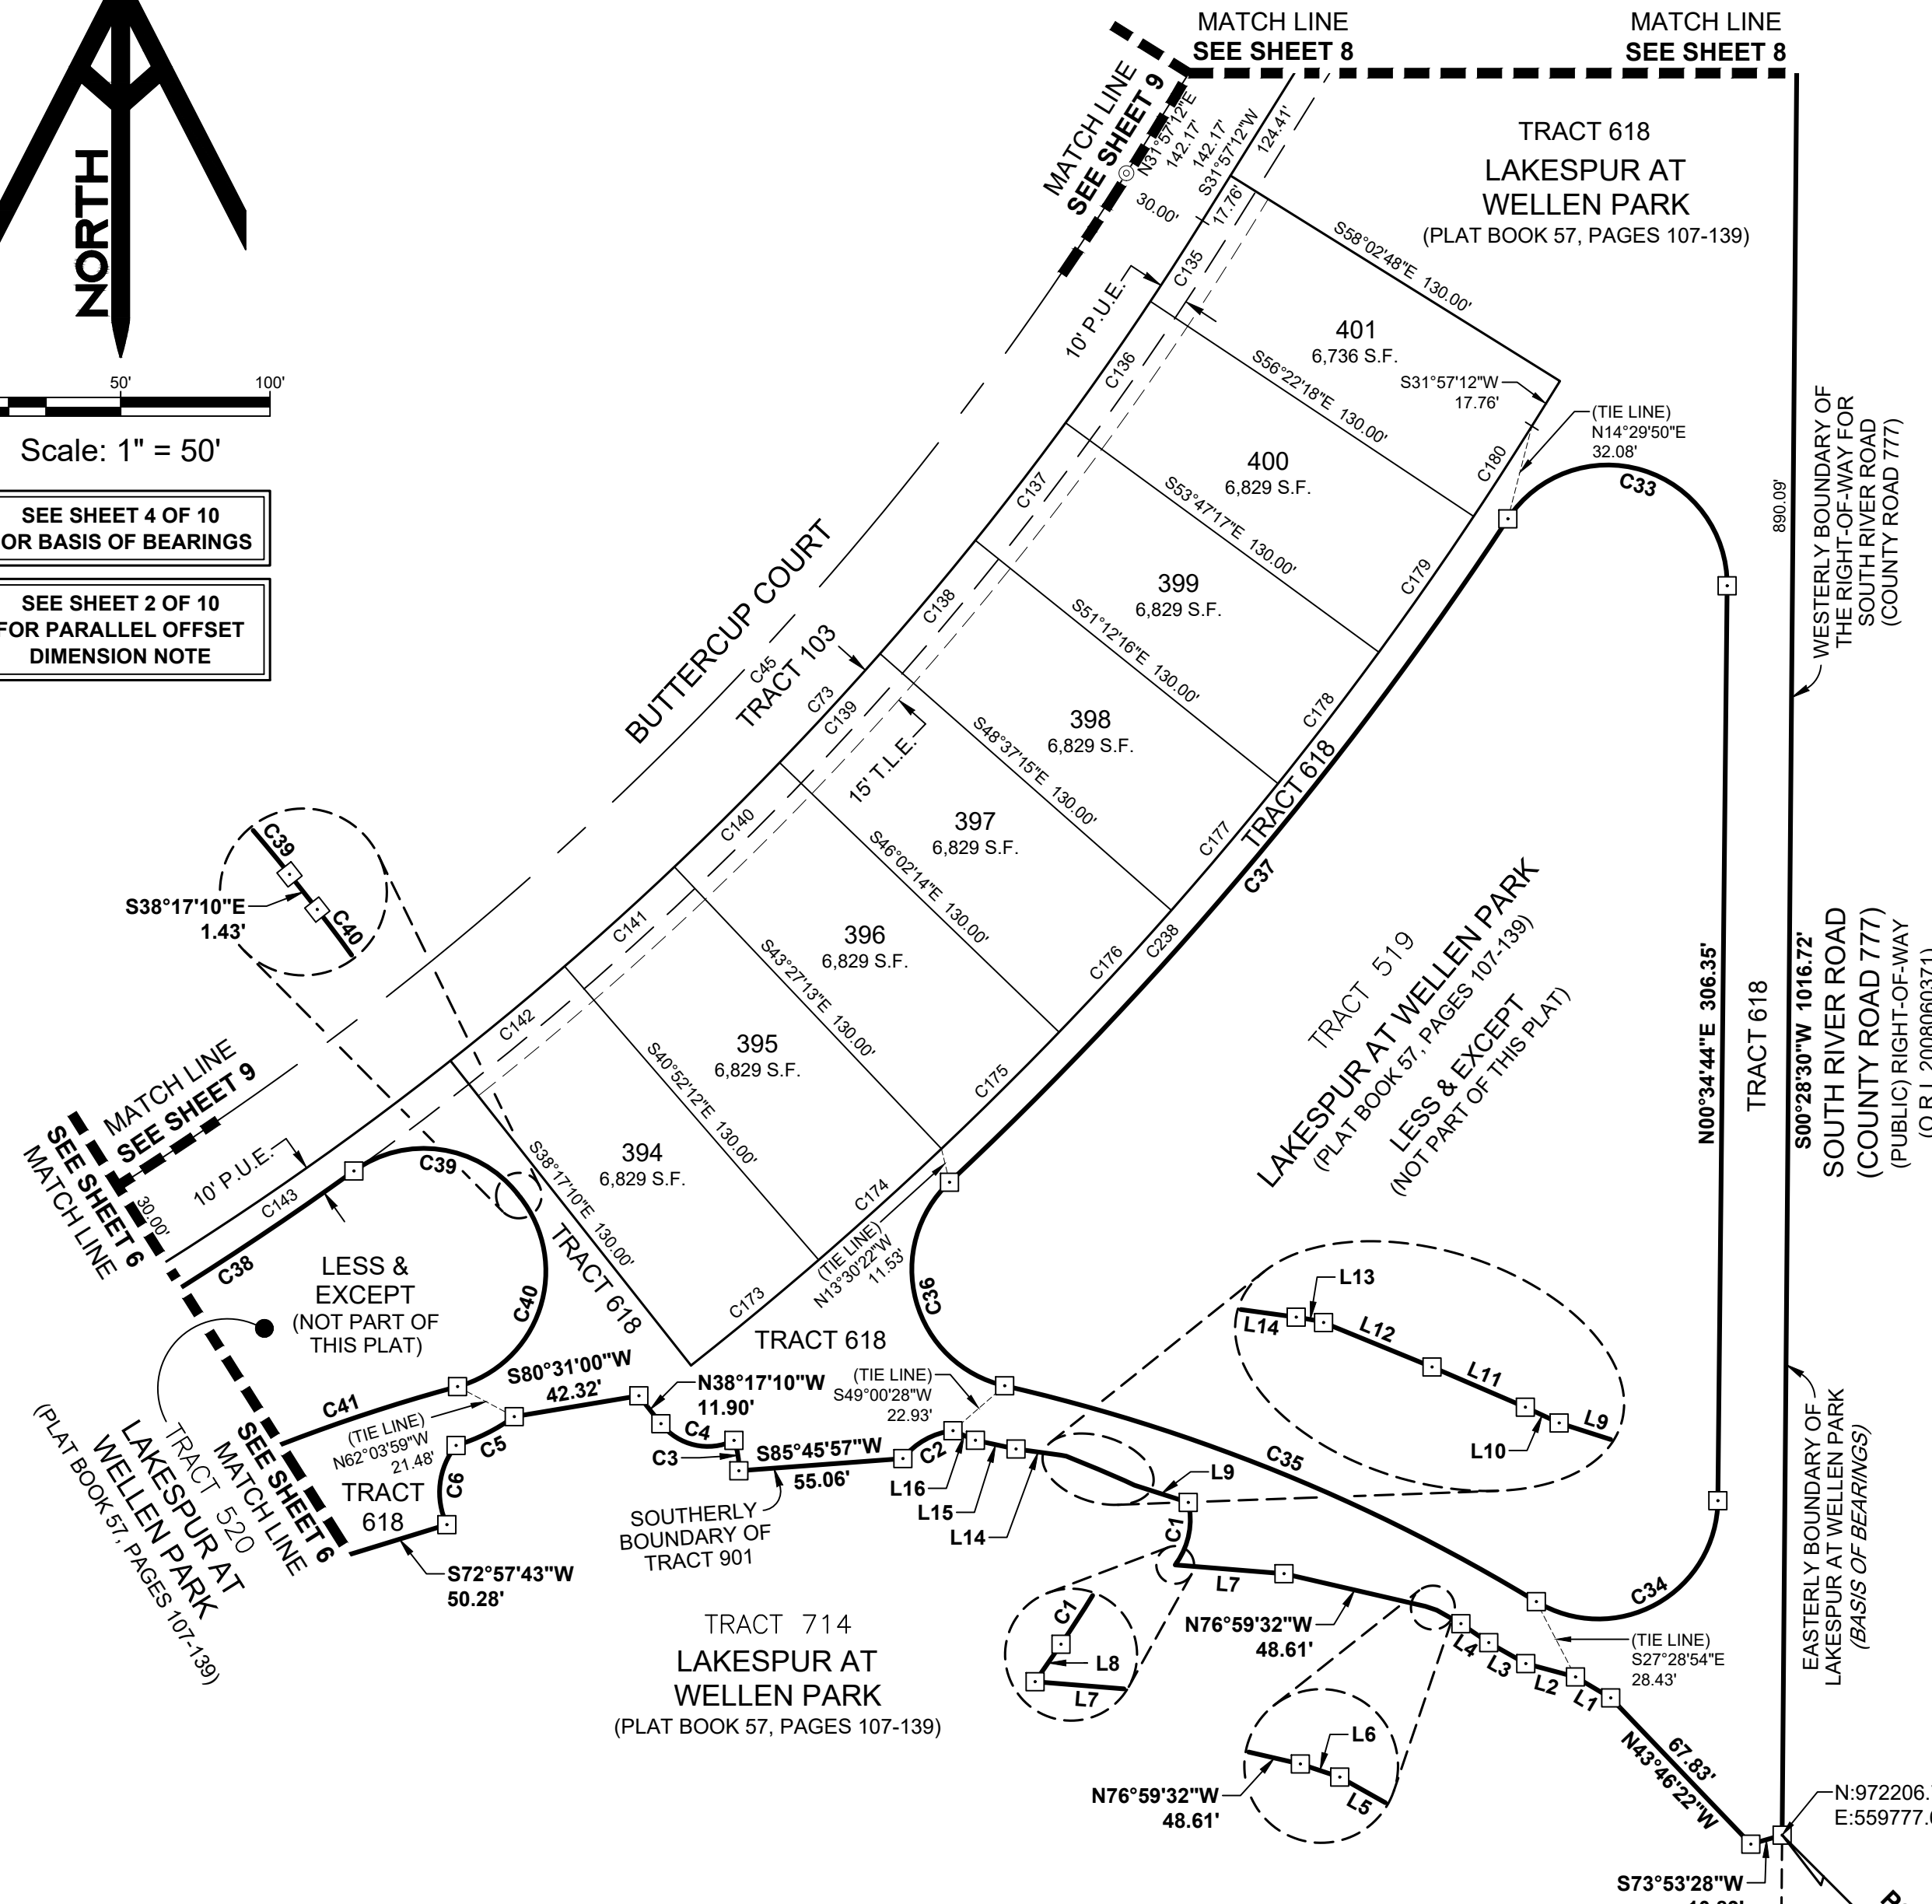 MATCH LINE
SEE SHEET 8
MATCH LINE
SEE SHEET 8
NORTH
50'
100'
Scale: 1" = 50'
SEE SHEET 4 OF 10
OR BASIS OF BEARINGS
SEE SHEET 2 OF 10
FOR PARALLEL OFFSET
DIMENSION NOTE
MATCH LINE
SEE SHEET 9
N31°57'12"E
142.17'
142.17'
S31°57'12"W
124.41'
30.00'
17.76'
TRACT 618
LAKESPUR AT
WELLEN PARK
(PLAT BOOK 57, PAGES 107-139)
S58°02'48"E 130.00'
C135
10' P.U.E.
401
6,736 S.F.
S31°57'12"W
17.76'
C136
S56°22'18"E 130.00'
(TIE LINE)
N14°29'50"E
32.08'
C180
C33
400
6,829 S.F.
C137
S53°47'17"E 130.00'
C179
399
6,829 S.F.
C138
S51°12'16"E 130.00'
C178
BUTTERCUP COURT
C45
TRACT 103
C73
C139
15' T.L.E.
398
6,829 S.F.
S48°37'15"E 130.00'
TRACT 618
C177
C37
397
6,829 S.F.
C140
S46°02'14"E 130.00'
C176
C238
396
6,829 S.F.
C141
S43°27'13"E 130.00'
C175
395
6,829 S.F.
C142
S40°52'12"E 130.00'
C174
394
6,829 S.F.
S38°17'10"E 130.00'
C173
C39
S38°17'10"E
1.43'
C40
890.09'
WESTERLY BOUNDARY OF
THE RIGHT-OF-WAY FOR
SOUTH RIVER ROAD
(COUNTY ROAD 777)
TRACT 519
LAKESPUR AT WELLEN PARK
(PLAT BOOK 57, PAGES 107-139)
LESS & EXCEPT
(NOT PART OF THIS PLAT)
N00°34'44"E 306.35'
TRACT 618
S00°28'30"W 1016.72'
SOUTH RIVER ROAD
(COUNTY ROAD 777)
(PUBLIC) RIGHT-OF-WAY
(O.R.I. 2008060371)
MATCH LINE
SEE SHEET 9
SEE SHEET 6
MATCH LINE
30.00'
10' P.U.E.
C143
C38
C39
LESS &
EXCEPT
(NOT PART OF
THIS PLAT)
C40
TRACT 618
(TIE LINE)
N13°30'22"W
11.53'
C36
TRACT 618
C41
S80°31'00"W
42.32'
N38°17'10"W
11.90'
(TIE LINE)
S49°00'28"W
22.93'
(TIE LINE)
N62°03'59"W
21.48'
C5
C6
C4
C3
S85°45'57"W
55.06'
C2
L16
L15
L14
L9
C1
C35
L13
L14
L12
L11
L10
L9
TRACT
618
SEE SHEET 6
MATCH LINE
TRACT 520
LAKESPUR AT
WELLEN PARK
(PLAT BOOK 57, PAGES 107-139)
S72°57'43"W
50.28'
SOUTHERLY
BOUNDARY OF
TRACT 901
TRACT 714
LAKESPUR AT
WELLEN PARK
(PLAT BOOK 57, PAGES 107-139)
L7
C1
L8
L7
N76°59'32"W
48.61'
L4
L3
L2
L1
C34
(TIE LINE)
S27°28'54"E
28.43'
L6
L5
N76°59'32"W
48.61'
67.83'
N43°46'22"W
EASTERLY BOUNDARY OF
LAKESPUR AT WELLEN PARK
(BASIS OF BEARINGS)
N:972206.
E:559777.
S73°53'28"W